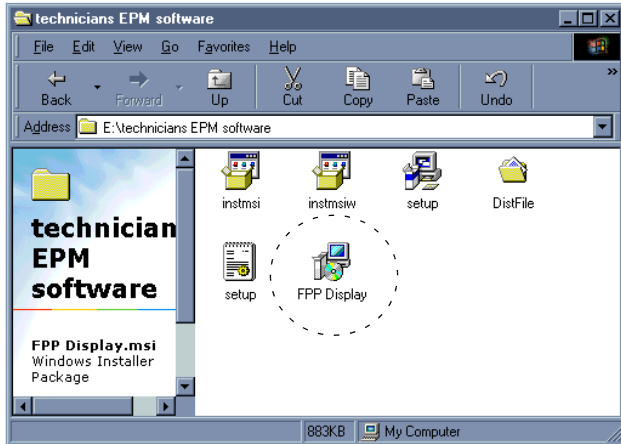 technicians EPM software
File Edit View Go Favorites Help
»
Back Forward Up Cut Copy Paste Undo
Address E:\technicians EPM software
instmsi instmsiw setup DistFile
setup FPP Display
technician
EPM
software
FPP Display.msi
Windows Installer
Package
883KB My Computer